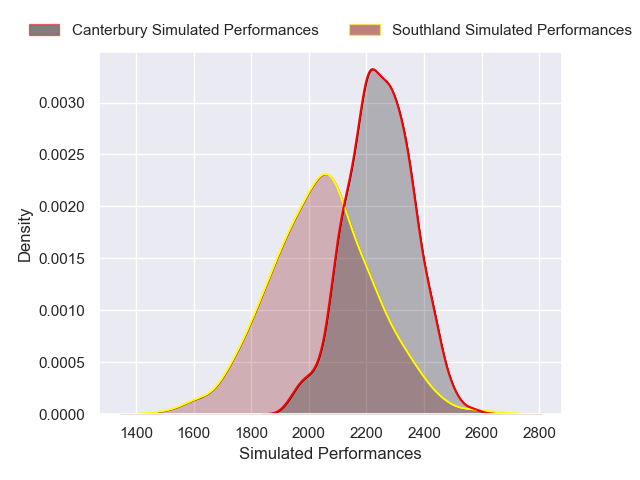 Canterbury Simulated Performances Southland Simulated Performances
0.0030
0.0025
0.0020
0.0015
0.0010
0.0005
0.0000
Density
1400 1600 1800 2000 2200 2400 2600 2800
Simulated Performances